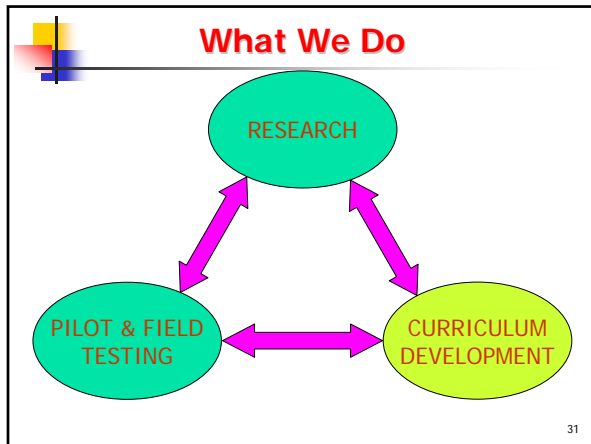 What We Do
RESEARCH
PILOT & FIELD
TESTING
CURRICULUM
DEVELOPMENT
31